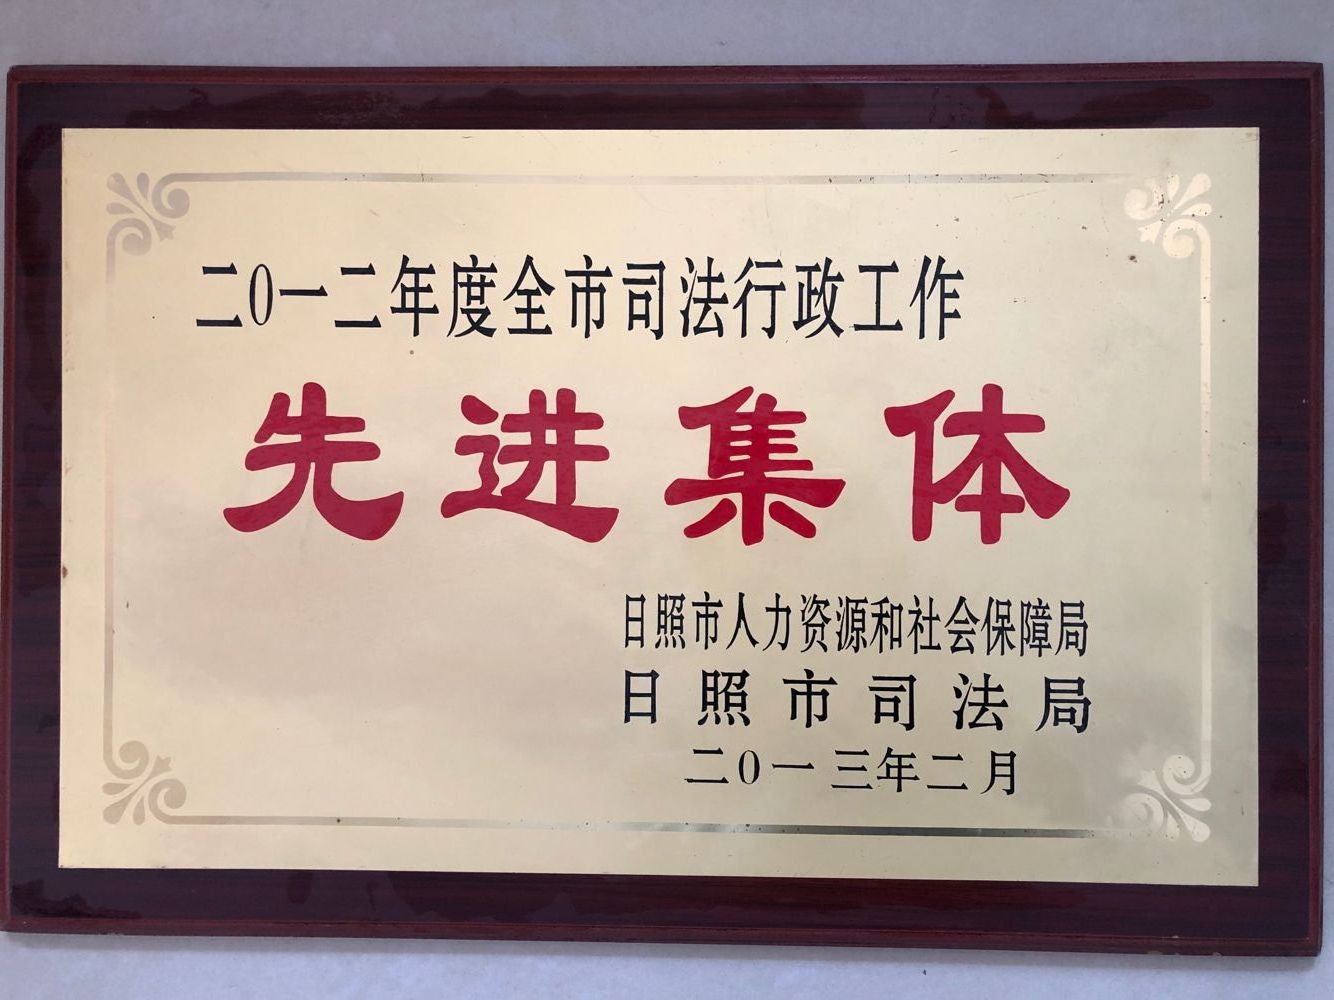 二0一二年度全市司法行政工作
先进集体
日照市人力资源和社会保障局
日照市司法局
二0一三年二月